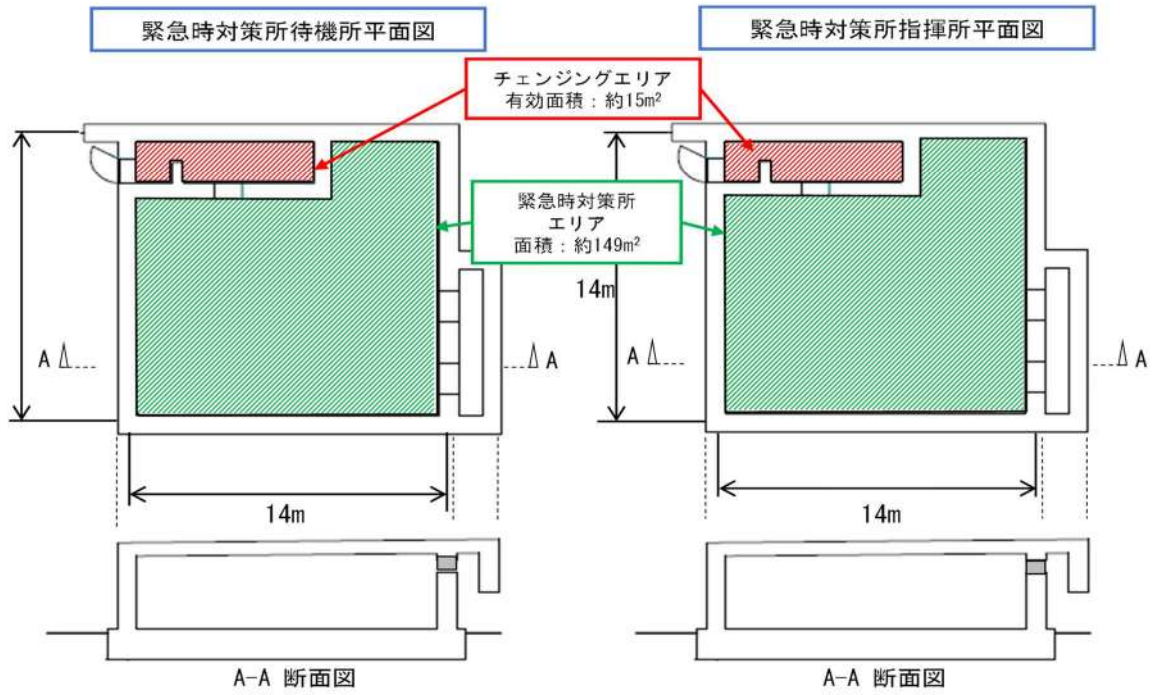 緊急時対策所待機所平面図
緊急時対策所指揮所平面図
チェンジングエリア
有効面積：約15m²
緊急時対策所
エリア
面積：約149m²
14m
A
A
A
A
14m
14m
A-A 断面図
A-A 断面図